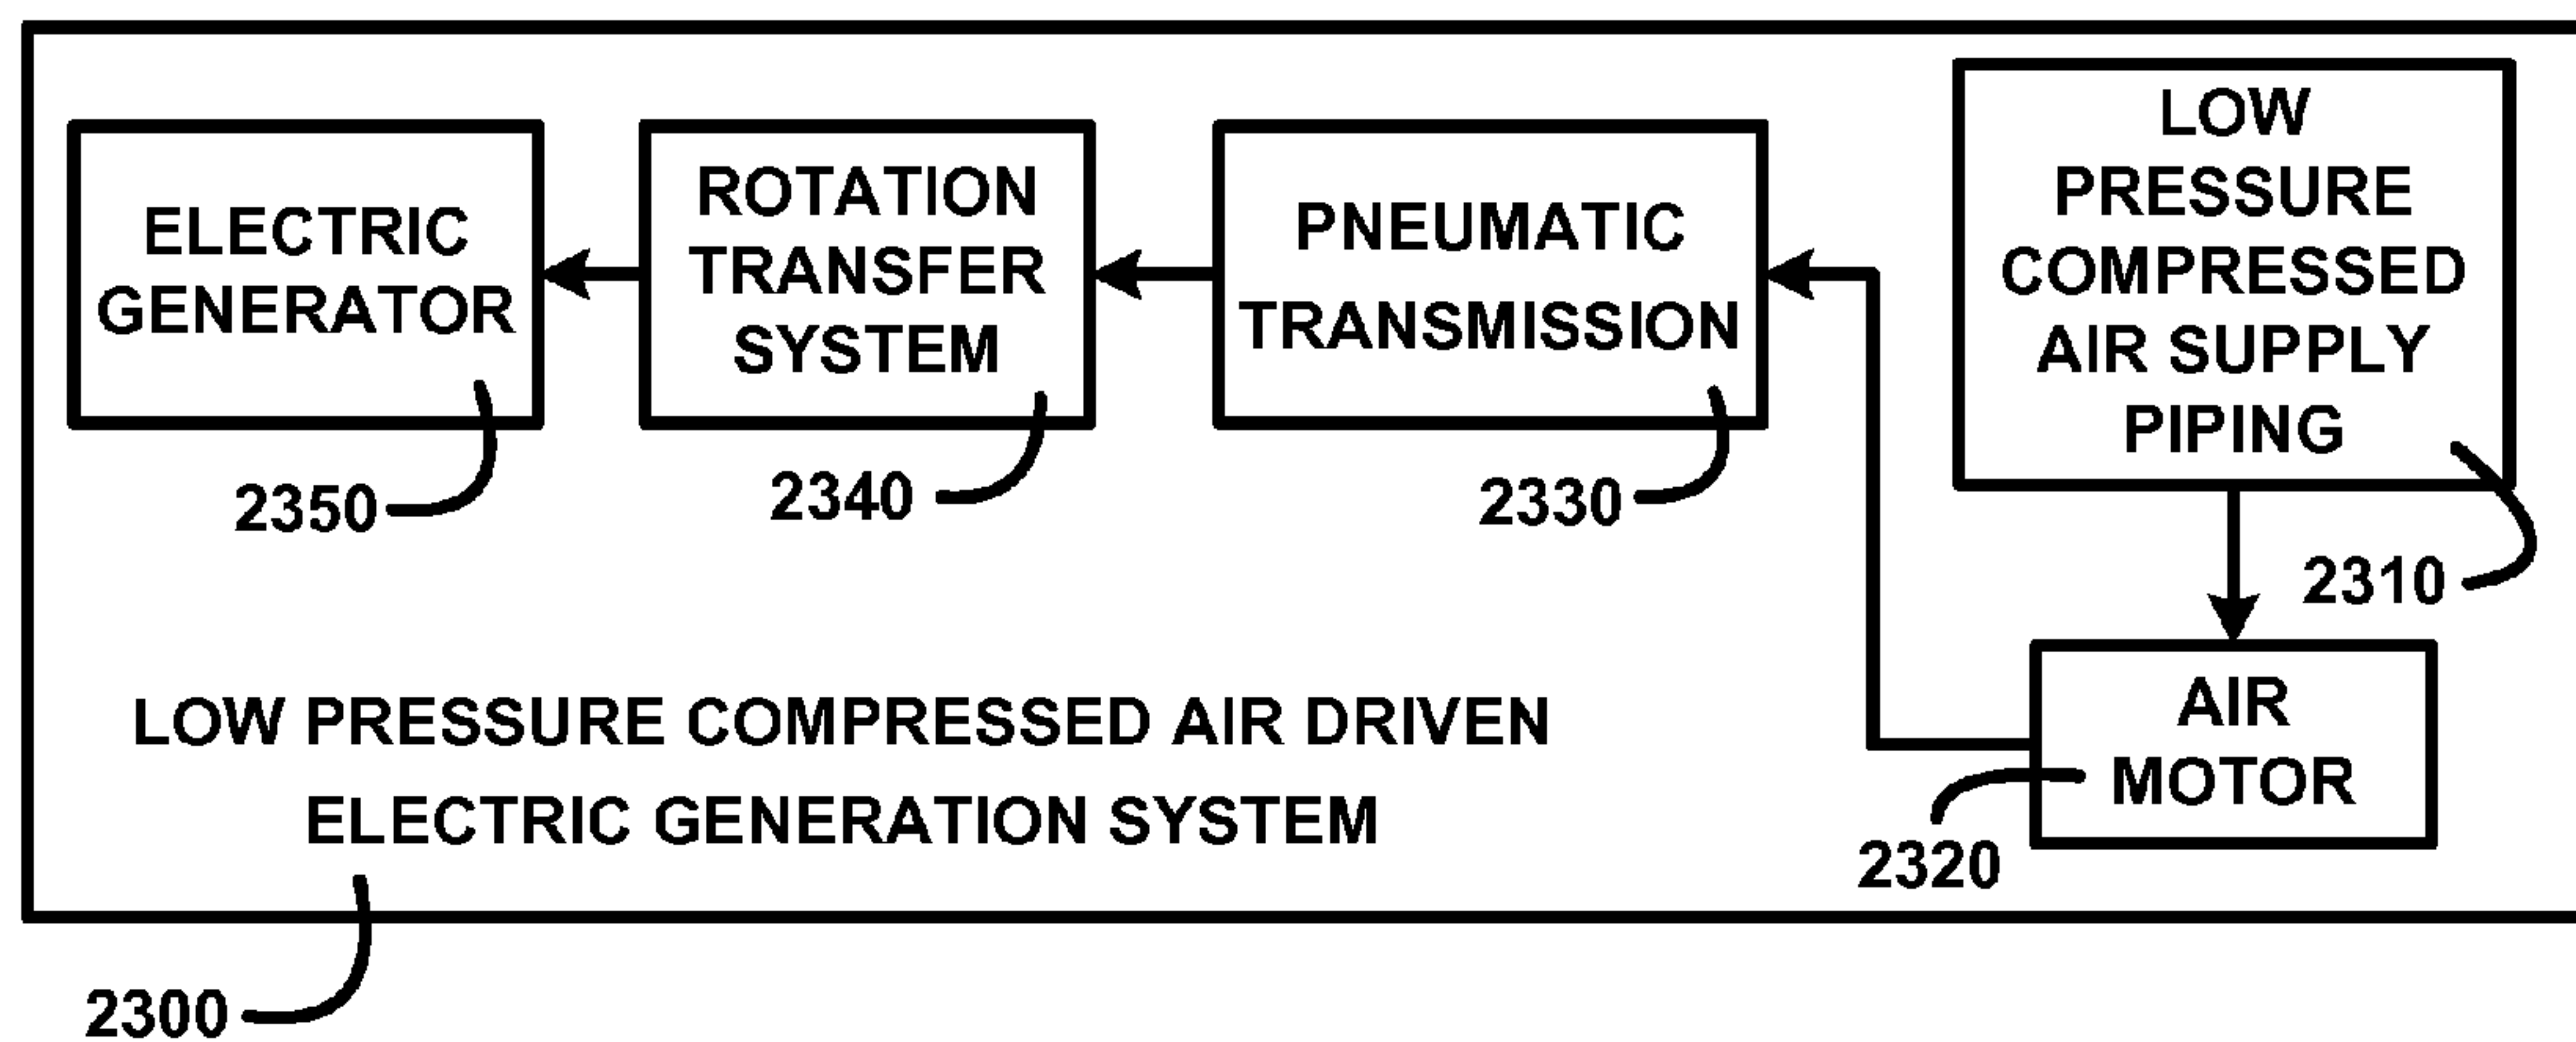 ELECTRIC
GENERATOR
2350
ROTATION
TRANSFER
SYSTEM
2340
PNEUMATIC
TRANSMISSION
2330
LOW
PRESSURE
COMPRESSED
AIR SUPPLY
PIPING
2310
AIR
MOTOR
2320
LOW PRESSURE COMPRESSED AIR DRIVEN
ELECTRIC GENERATION SYSTEM
2300